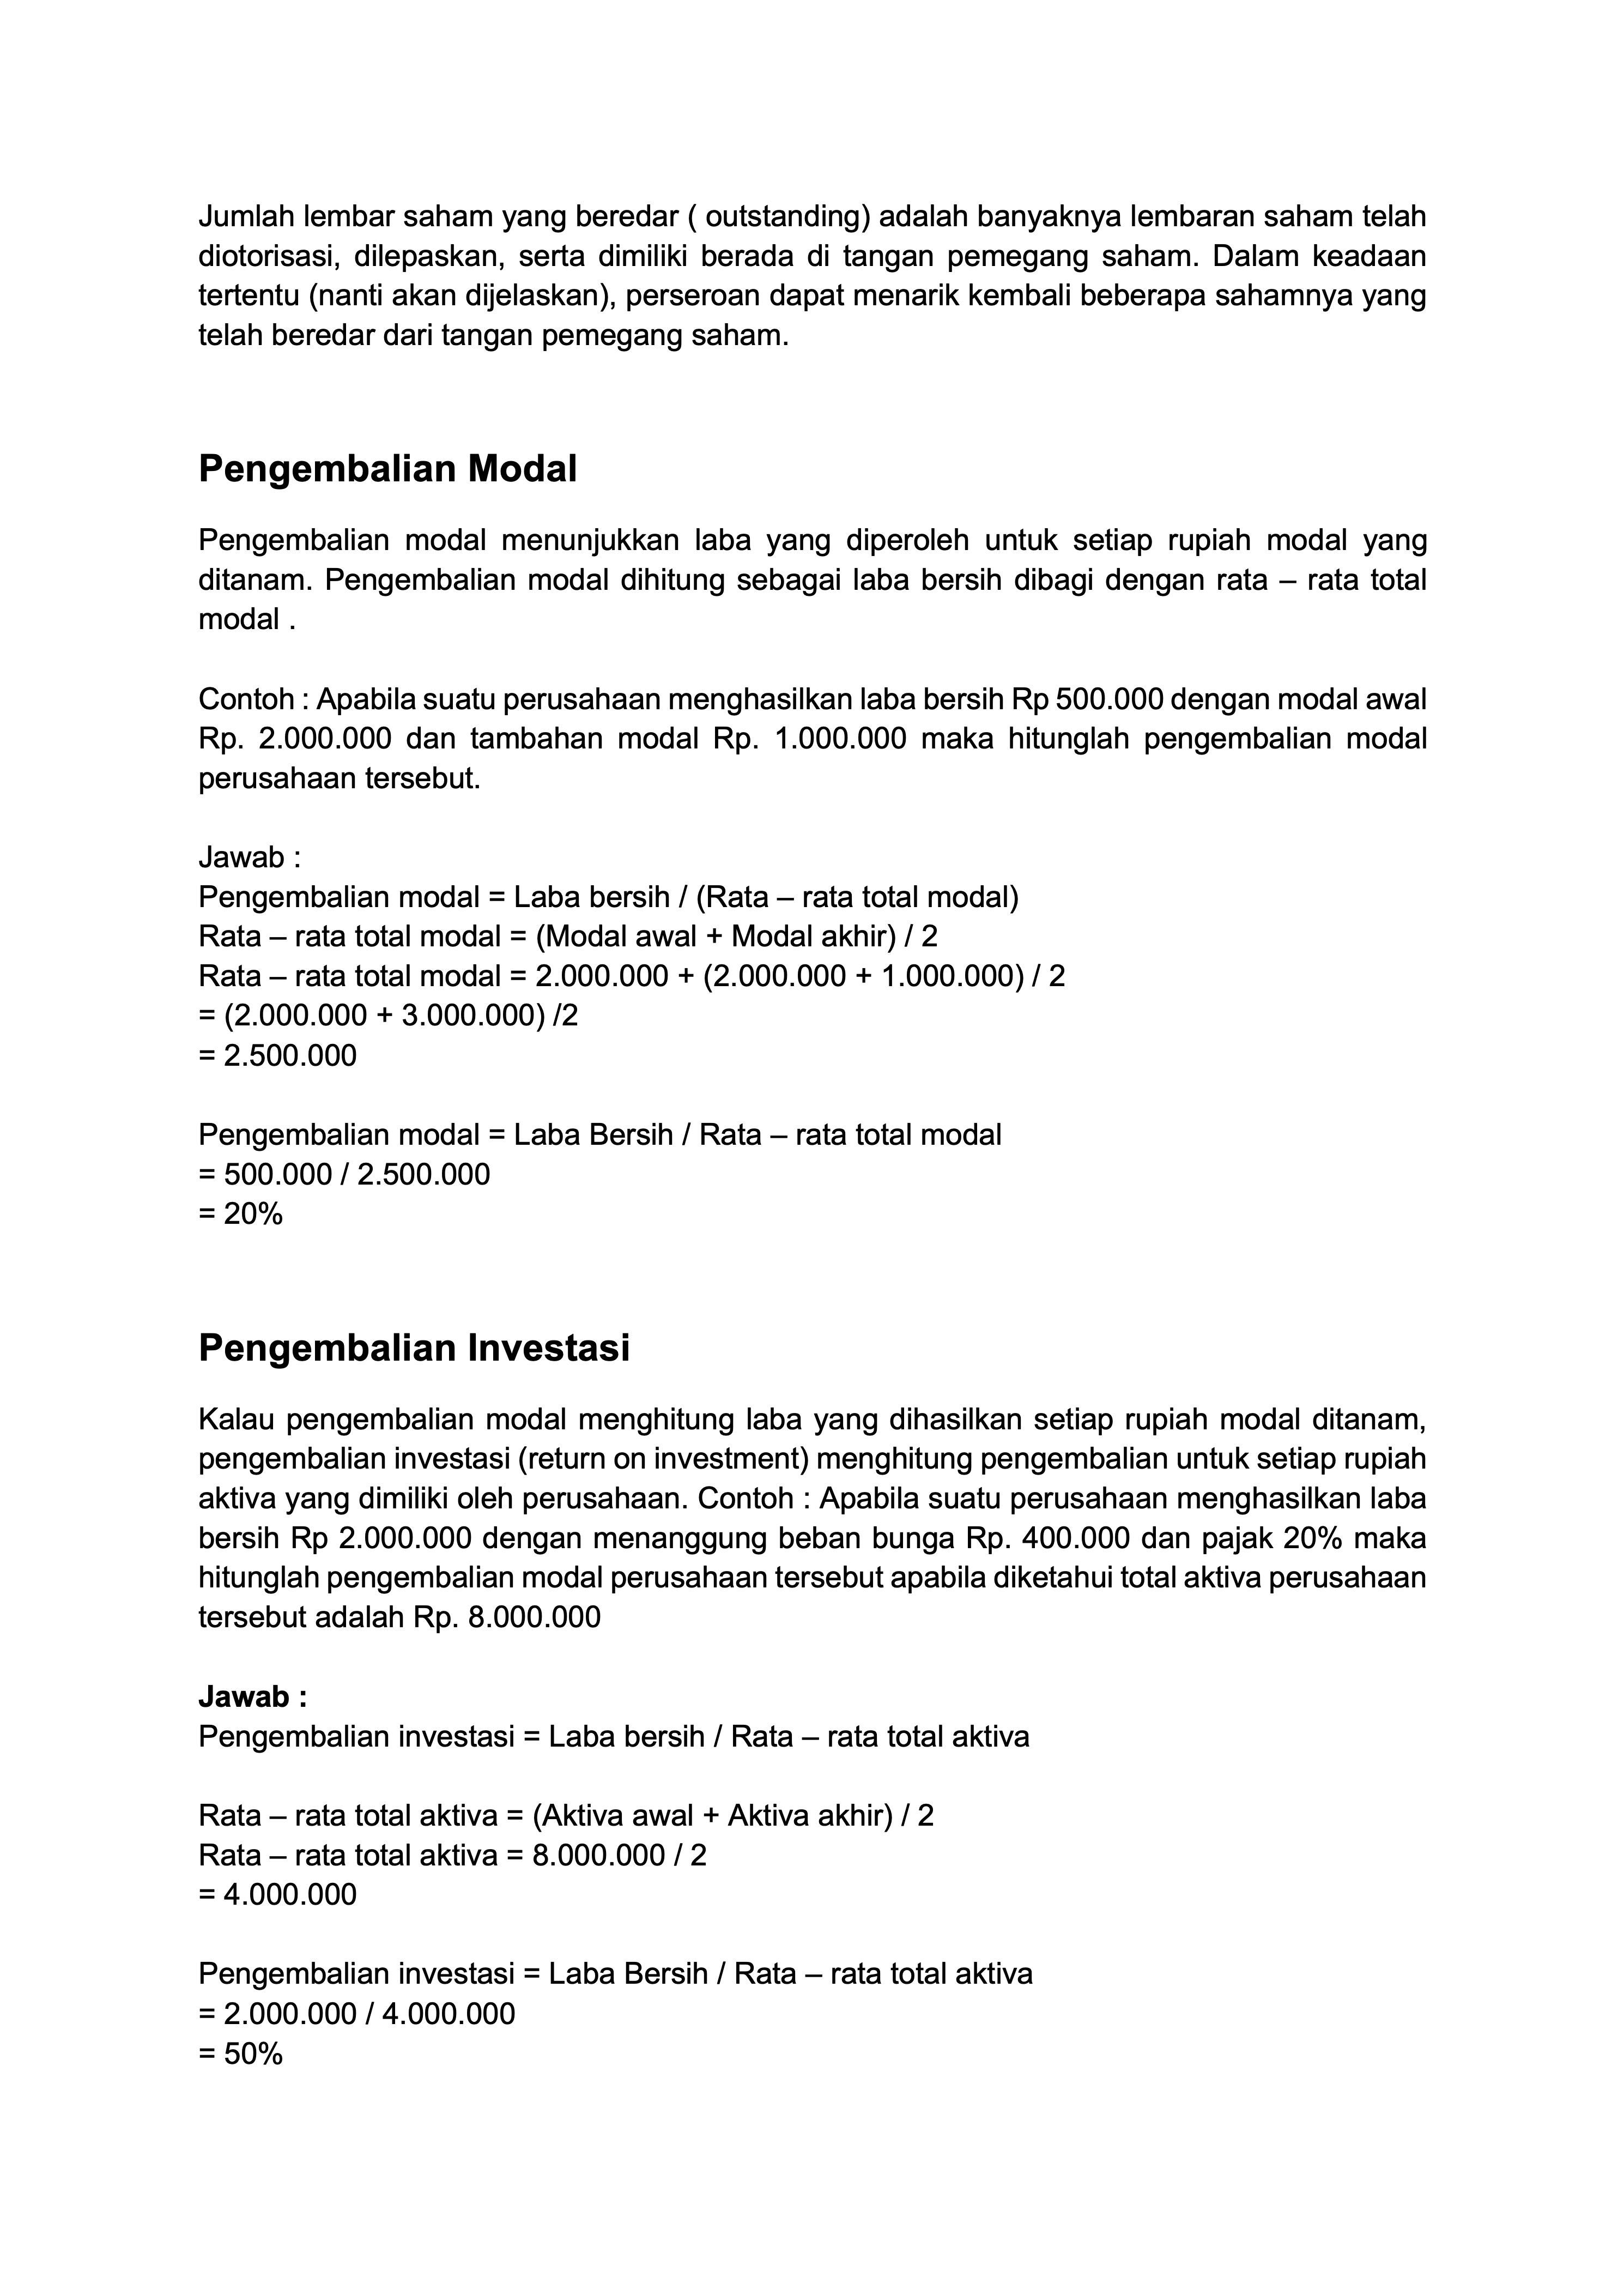 Jumlah lembar saham yang beredar ( outstanding) adalah banyaknya lembaran saham telah
diotorisasi, dilepaskan, serta dimiliki berada di tangan pemegang saham. Dalam keadaan
tertentu (nanti akan dijelaskan), perseroan dapat menarik kembali beberapa sahamnya yang
telah beredar dari tangan pemegang saham.
Pengembalian Modal
Pengembalian modal menunjukkan laba yang diperoleh untuk setiap rupiah modal yang
ditanam. Pengembalian modal dihitung sebagai laba bersih dibagi dengan rata – rata total
modal .
Contoh : Apabila suatu perusahaan menghasilkan laba bersih Rp 500.000 dengan modal awal
Rp. 2.000.000 dan tambahan modal Rp. 1.000.000 maka hitunglah pengembalian modal
perusahaan tersebut.
Jawab :
Pengembalian modal = Laba bersih / (Rata – rata total modal)
Rata – rata total modal = (Modal awal + Modal akhir) / 2
Rata – rata total modal = 2.000.000 + (2.000.000 + 1.000.000) / 2
= (2.000.000 + 3.000.000) /2
= 2.500.000
Pengembalian modal = Laba Bersih / Rata – rata total modal
= 500.000 / 2.500.000
= 20%
Pengembalian Investasi
Kalau pengembalian modal menghitung laba yang dihasilkan setiap rupiah modal ditanam,
pengembalian investasi (return on investment) menghitung pengembalian untuk setiap rupiah
aktiva yang dimiliki oleh perusahaan. Contoh : Apabila suatu perusahaan menghasilkan laba
bersih Rp 2.000.000 dengan menanggung beban bunga Rp. 400.000 dan pajak 20% maka
hitunglah pengembalian modal perusahaan tersebut apabila diketahui total aktiva perusahaan
tersebut adalah Rp. 8.000.000
Jawab :
Pengembalian investasi = Laba bersih / Rata – rata total aktiva
Rata – rata total aktiva = (Aktiva awal + Aktiva akhir) / 2
Rata – rata total aktiva = 8.000.000 / 2
= 4.000.000
Pengembalian investasi = Laba Bersih / Rata – rata total aktiva
= 2.000.000 / 4.000.000
= 50%